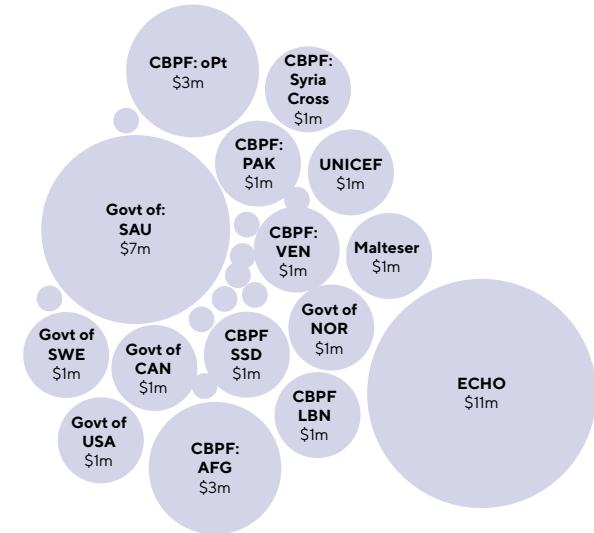 CBPF: oPt
$3m
CBPF:
Syria
Cross
$1m
CBPF:
PAK
$1m
UNICEF
$1m
Govt of:
SAU
$7m
CBPF:
VEN
$1m
Malteser
$1m
Govt of
NOR
$1m
Govt of
SWE
$1m
Govt of
CAN
$1m
CBPF
SSD
$1m
ECHO
$11m
CBPF
LBN
$1m
Govt of
USA
$1m
CBPF:
AFG
$3m